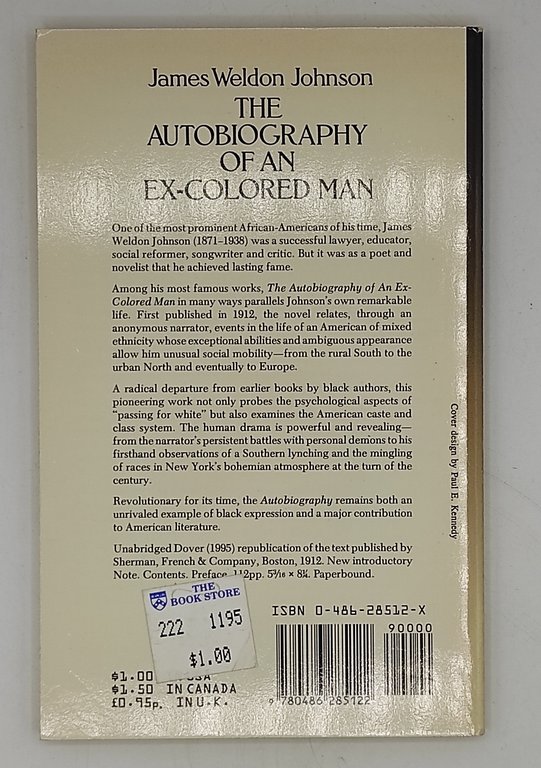 James Weldon Johnson
THE
AUTOBIOGRAPHY
OF AN
EX-COLORED MAN
One of the most prominent African-Americans of his time, James
Weldon Johnson (1871–1938) was a successful lawyer, educator,
social reformer, songwriter and critic. But it was as a poet and
novelist that he achieved lasting fame.
Among his most famous works, The Autobiography of An Ex-
Colored Man in many ways parallels Johnson's own remarkable
life. First published in 1912, the novel relates, through an
anonymous narrator, events in the life of an American of mixed
ethnicity whose exceptional abilities and ambiguous appearance
allow him unusual social mobility—from the rural South to the
urban North and eventually to Europe.
A radical departure from earlier books by black authors, this
pioneering work not only probes the psychological aspects of
"passing for white" but also examines the American caste and
class system. The human drama is powerful and revealing—
from the narrator's persistent battles with personal demons to his
firsthand observations of a Southern lynching and the mingling
of races in New York's bohemian atmosphere at the turn of the
century.
Revolutionary for its time, the Autobiography remains both an
unrivaled example of black expression and a major contribution
to American literature.
Unabridged Dover (1995) republication of the text published by
Sherman, French & Company, Boston, 1912. New introductory
Note. Contents. Preface. 112pp. 5³⁄₁₆ × 8¼. Paperbound.
Cover design by Paul E. Kennedy
THE
BOOK STORE
222 1195
$1.00
ISBN 0-486-28512-X
90000
9 780486 285122
$1.00
$1.50 IN CANADA
£0.95p. IN U.K.